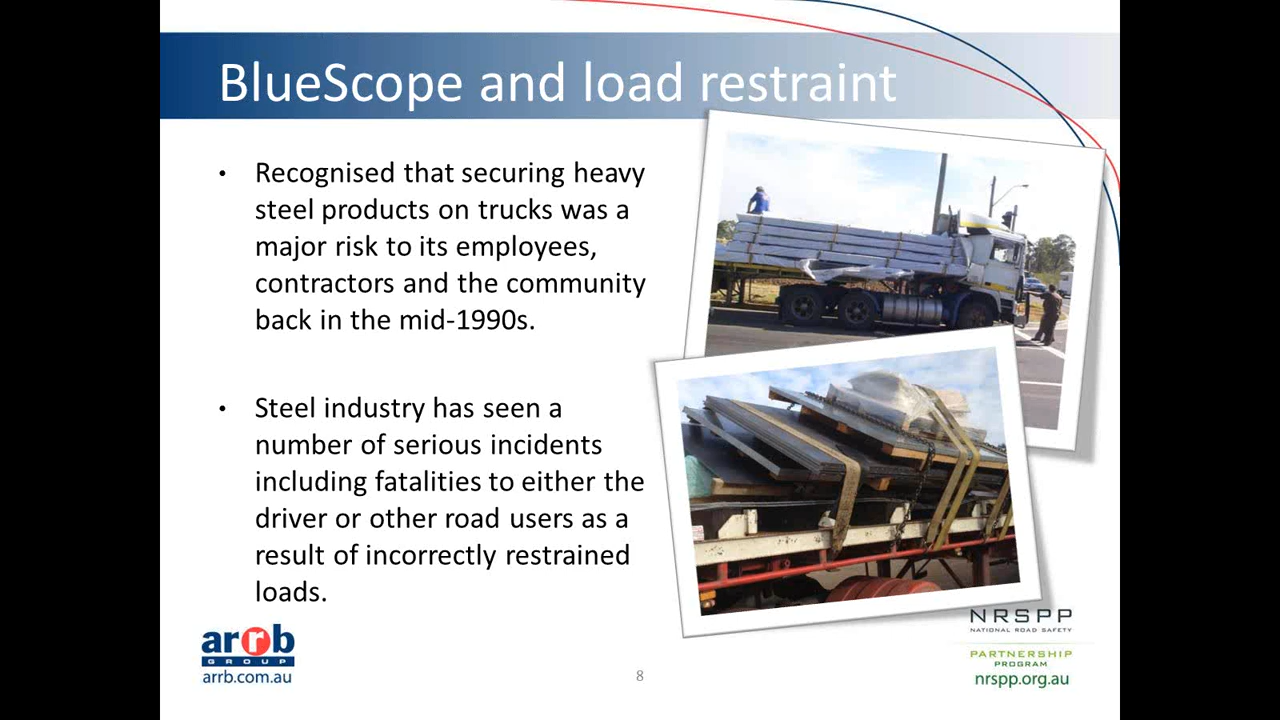 BlueScope and load restraint
• Recognised that securing heavy
steel products on trucks was a
major risk to its employees,
contractors and the community
back in the mid-1990s.
• Steel industry has seen a
number of serious incidents
including fatalities to either the
driver or other road users as a
result of incorrectly restrained
loads.
arrb
GROUP
arrb.com.au
8
NRSPP
NATIONAL ROAD SAFETY
PARTNERSHIP
PROGRAM
nrspp.org.au